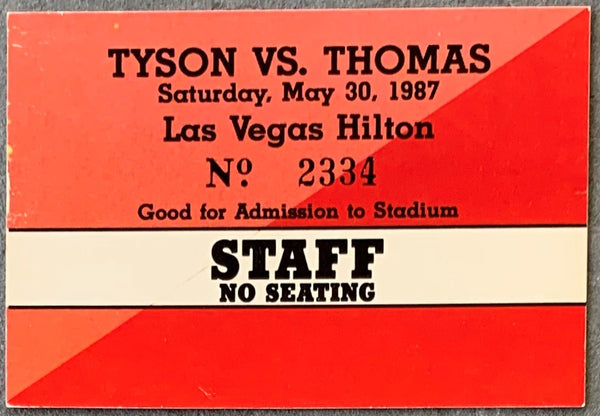 TYSON VS. THOMAS
Saturday, May 30, 1987
Las Vegas Hilton
Nº 2334
Good for Admission to Stadium
STAFF
NO SEATING